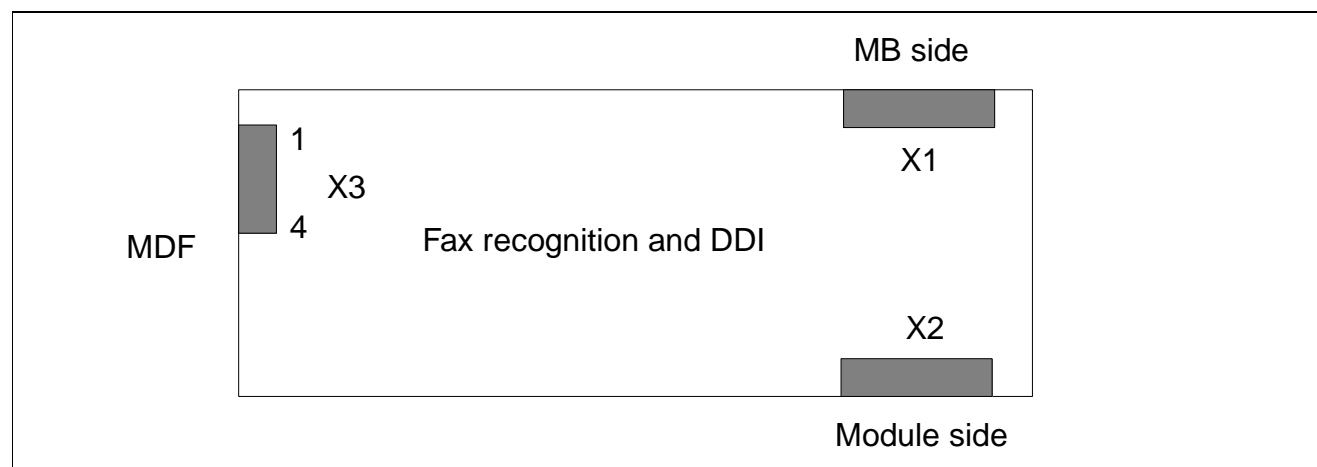 MB side
1
X1
X3
4
MDF
Fax recognition and DDI
X2
Module side